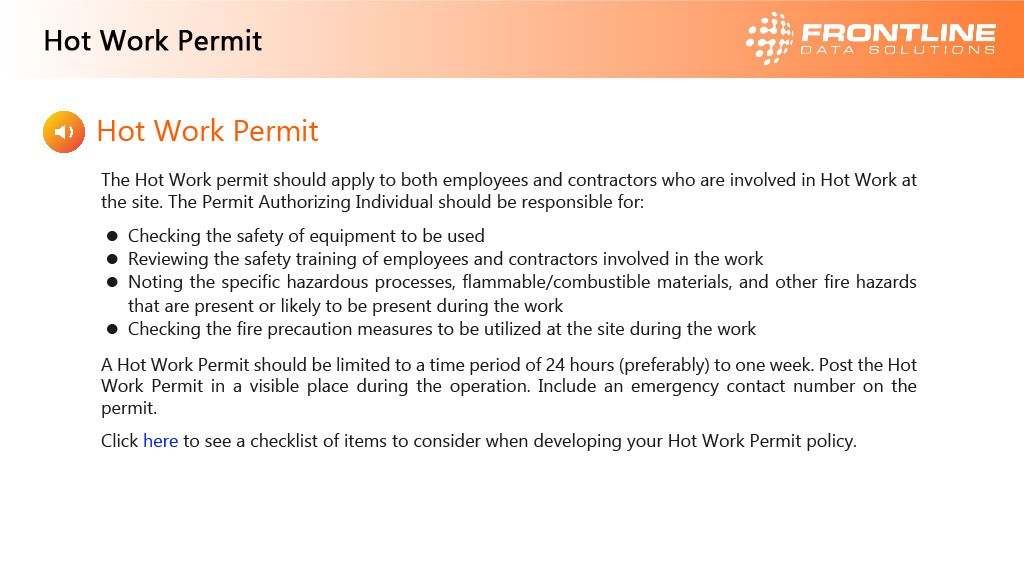 Hot Work Permit
FRONTLINE
DATA SOLUTIONS
Hot Work Permit
The Hot Work permit should apply to both employees and contractors who are involved in Hot Work at
the site. The Permit Authorizing Individual should be responsible for:
● Checking the safety of equipment to be used
● Reviewing the safety training of employees and contractors involved in the work
● Noting the specific hazardous processes, flammable/combustible materials, and other fire hazards
that are present or likely to be present during the work
● Checking the fire precaution measures to be utilized at the site during the work
A Hot Work Permit should be limited to a time period of 24 hours (preferably) to one week. Post the Hot
Work Permit in a visible place during the operation. Include an emergency contact number on the
permit.
Click here to see a checklist of items to consider when developing your Hot Work Permit policy.